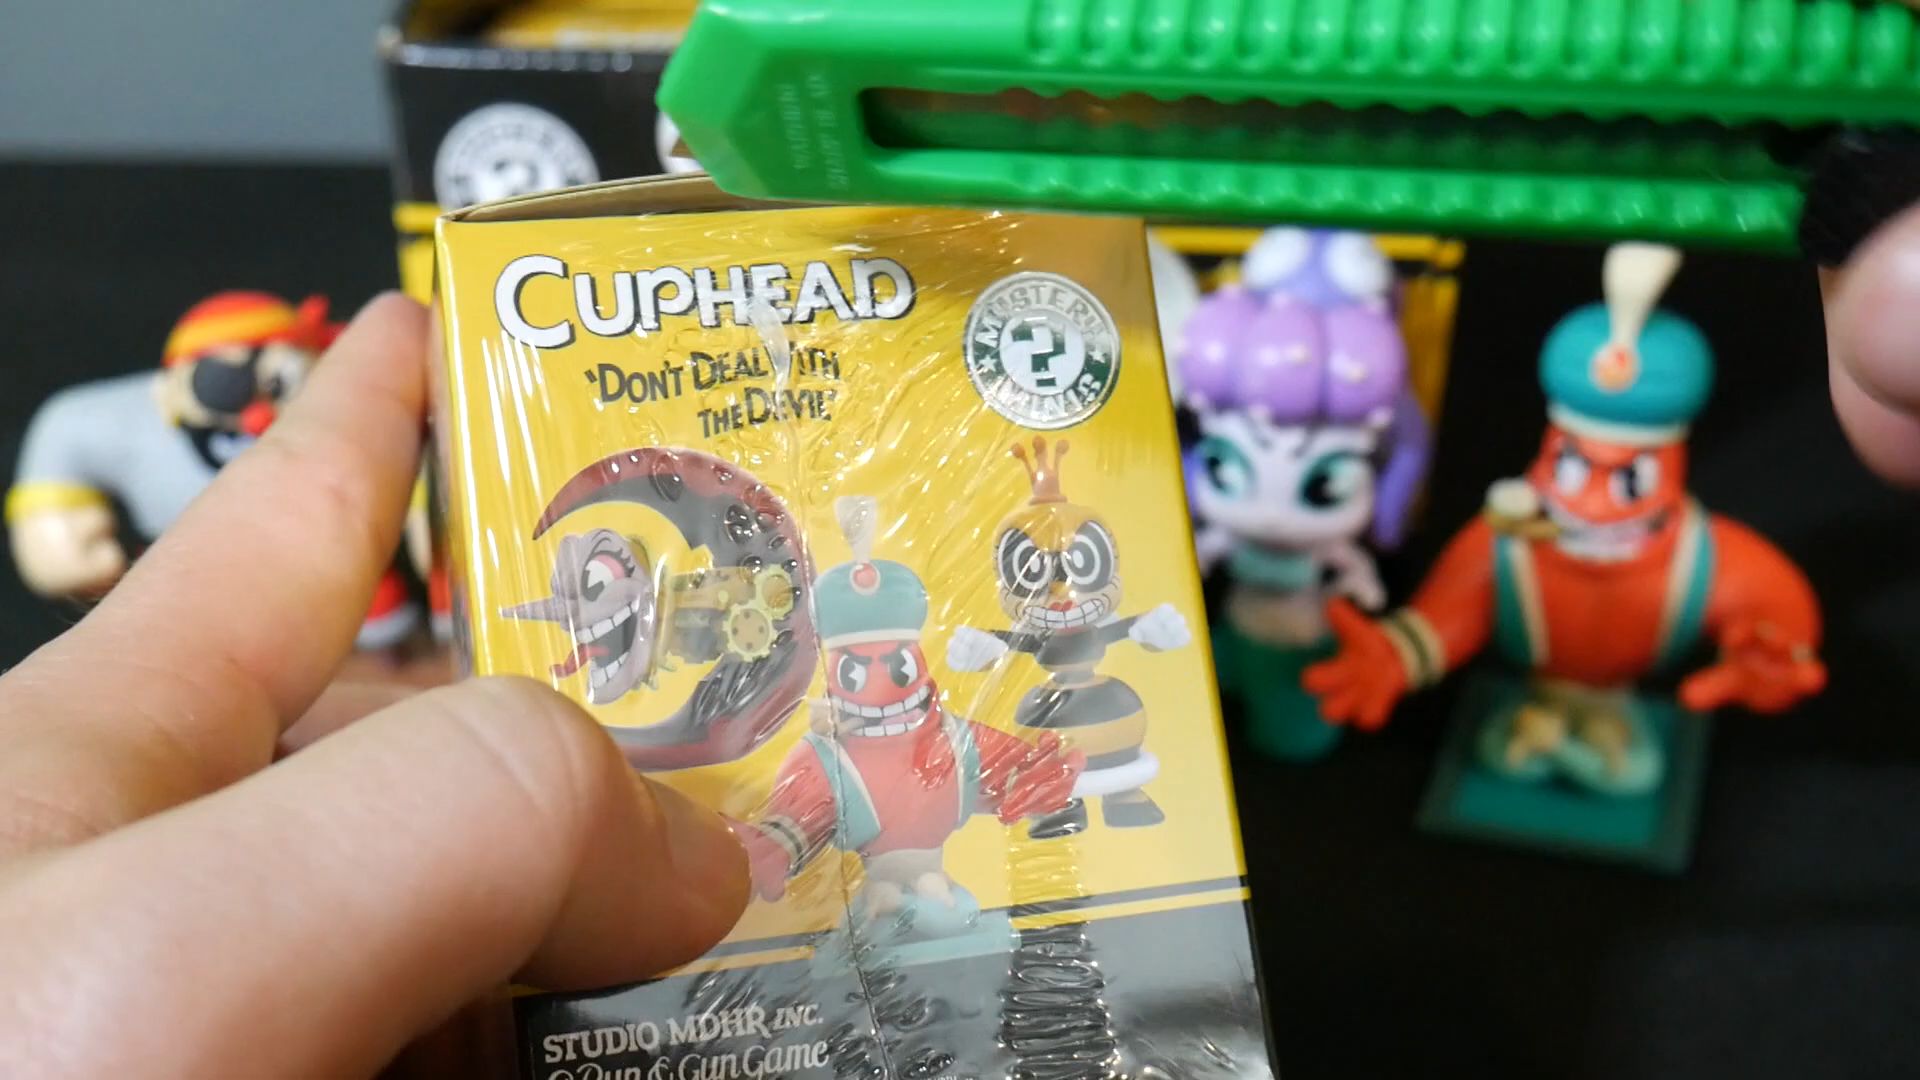 CUPHEAD
"DON'T DEAL WITH
THE DEVIL"
MYSTERY
?
MINIS
STUDIO MDHR INC.
Run & Gun Game